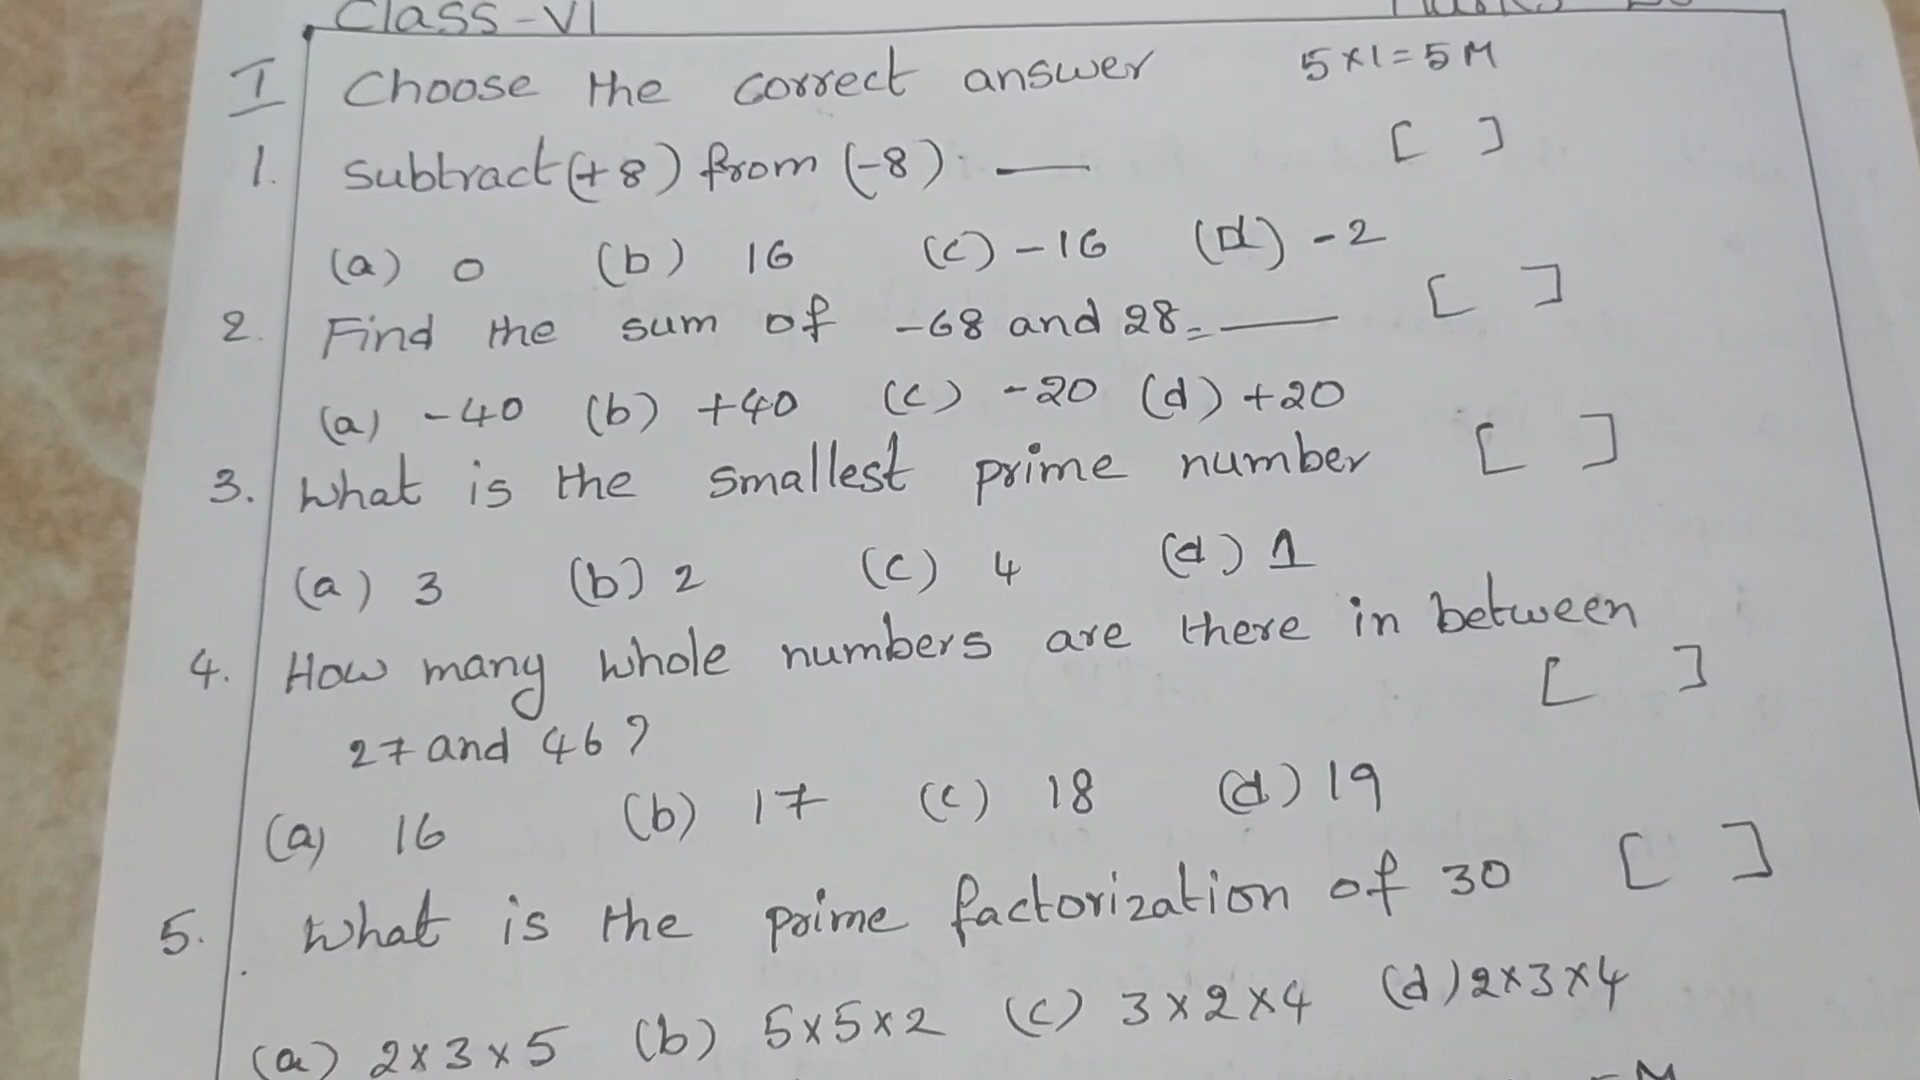 Class-VI
I Choose the correct answer 5×1=5M
1. Subtract (+8) from (-8). — [ ]
(a) 0 (b) 16 (c) -16 (d) -2
2. Find the sum of -68 and 28= — [ ]
(a) -40 (b) +40 (c) -20 (d) +20
3. What is the smallest prime number [ ]
(a) 3 (b) 2 (c) 4 (d) 1
4. How many whole numbers are there in between
27 and 46? [ ]
(a) 16 (b) 17 (c) 18 (d) 19
5. What is the prime factorization of 30 [ ]
(a) 2×3×5 (b) 5×5×2 (c) 3×2×4 (d) 2×3×4